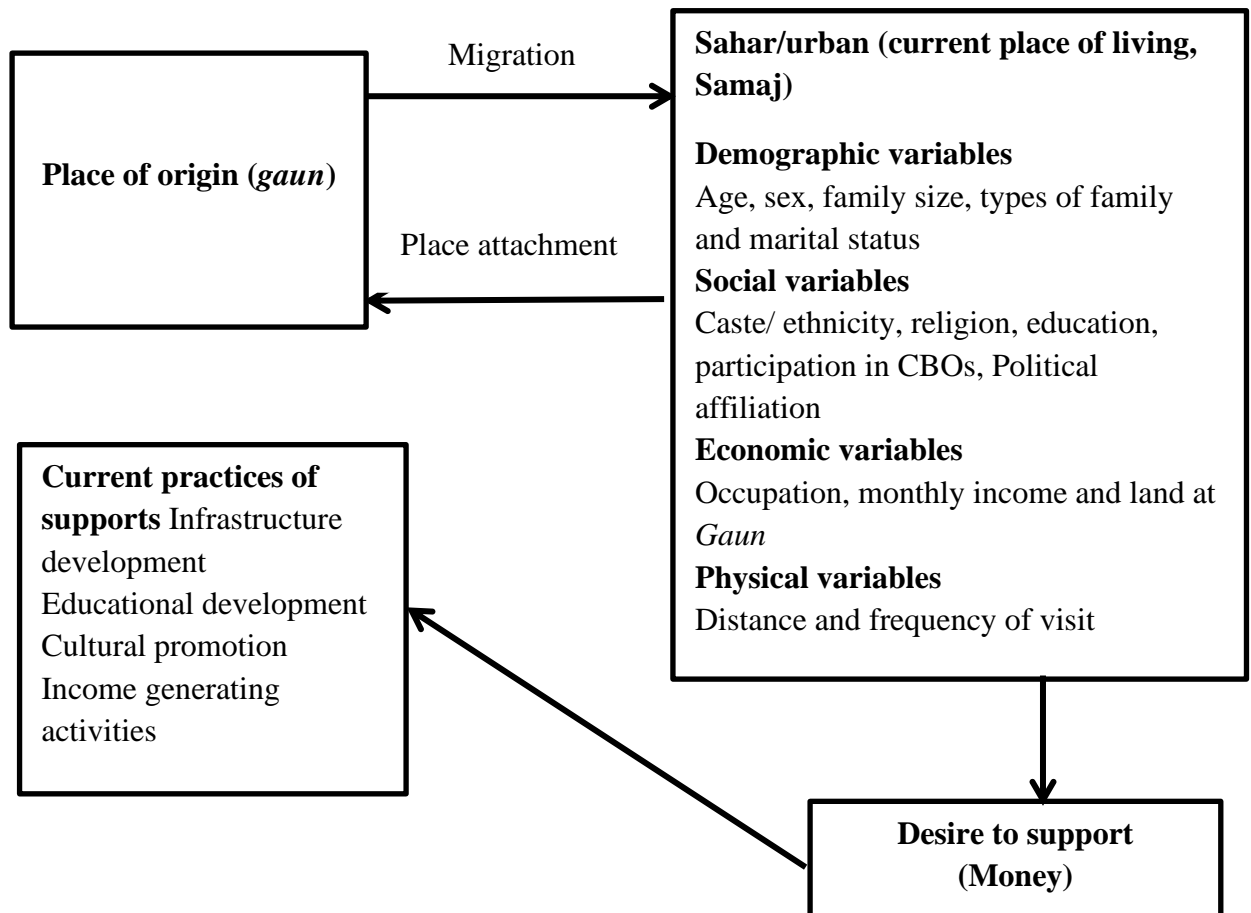 Migration
Place of origin (gaun)
Place attachment
Sahar/urban (current place of living,
Samaj)
Demographic variables
Age, sex, family size, types of family
and marital status
Social variables
Caste/ ethnicity, religion, education,
participation in CBOs, Political
affiliation
Economic variables
Occupation, monthly income and land at
Gaun
Physical variables
Distance and frequency of visit
Current practices of
supports Infrastructure
development
Educational development
Cultural promotion
Income generating
activities
Desire to support
(Money)